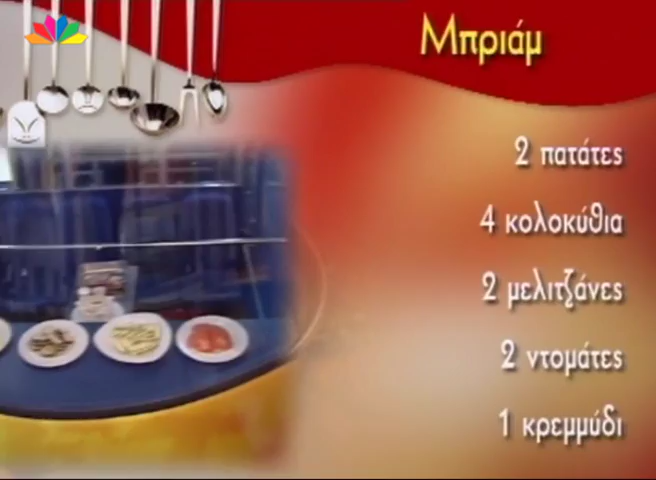 Μπριάμ
2 πατάτες
4 κολοκύθια
2 μελιτζάνες
2 ντομάτες
1 κρεμμύδι